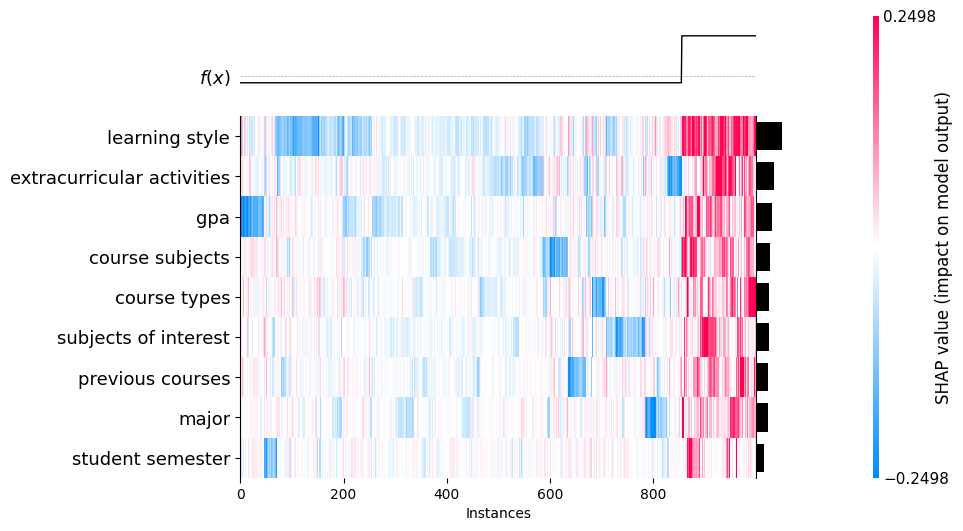 0.2498
f(x)
learning style
extracurricular activities
gpa
course subjects
course types
subjects of interest
previous courses
major
student semester
SHAP value (impact on model output)
−0.2498
0 200 400 600 800
Instances